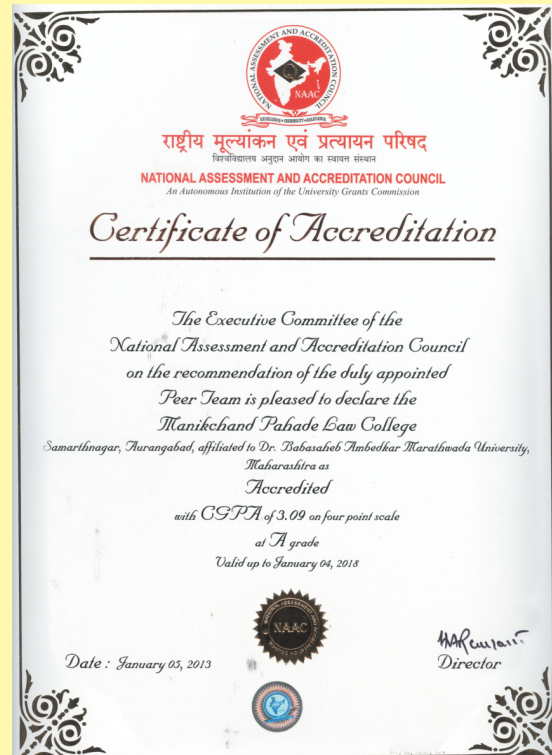 NATIONAL ASSESSMENT AND ACCREDITATION COUNCIL
NAAC
EXCELLENCE • CREDIBILITY • RELEVANCE
राष्ट्रीय मूल्यांकन एवं प्रत्यायन परिषद
विश्वविद्यालय अनुदान आयोग का स्वायत्त संस्थान
NATIONAL ASSESSMENT AND ACCREDITATION COUNCIL
An Autonomous Institution of the University Grants Commission
Certificate of Accreditation
The Executive Committee of the
National Assessment and Accreditation Council
on the recommendation of the duly appointed
Peer Team is pleased to declare the
Manikchand Pahade Law College
Samarthnagar, Aurangabad, affiliated to Dr. Babasaheb Ambedkar Marathwada University,
Maharashtra as
Accredited
with CGPA of 3.09 on four point scale
at A grade
Valid up to January 04, 2018
NAAC
Date : January 05, 2013
Director